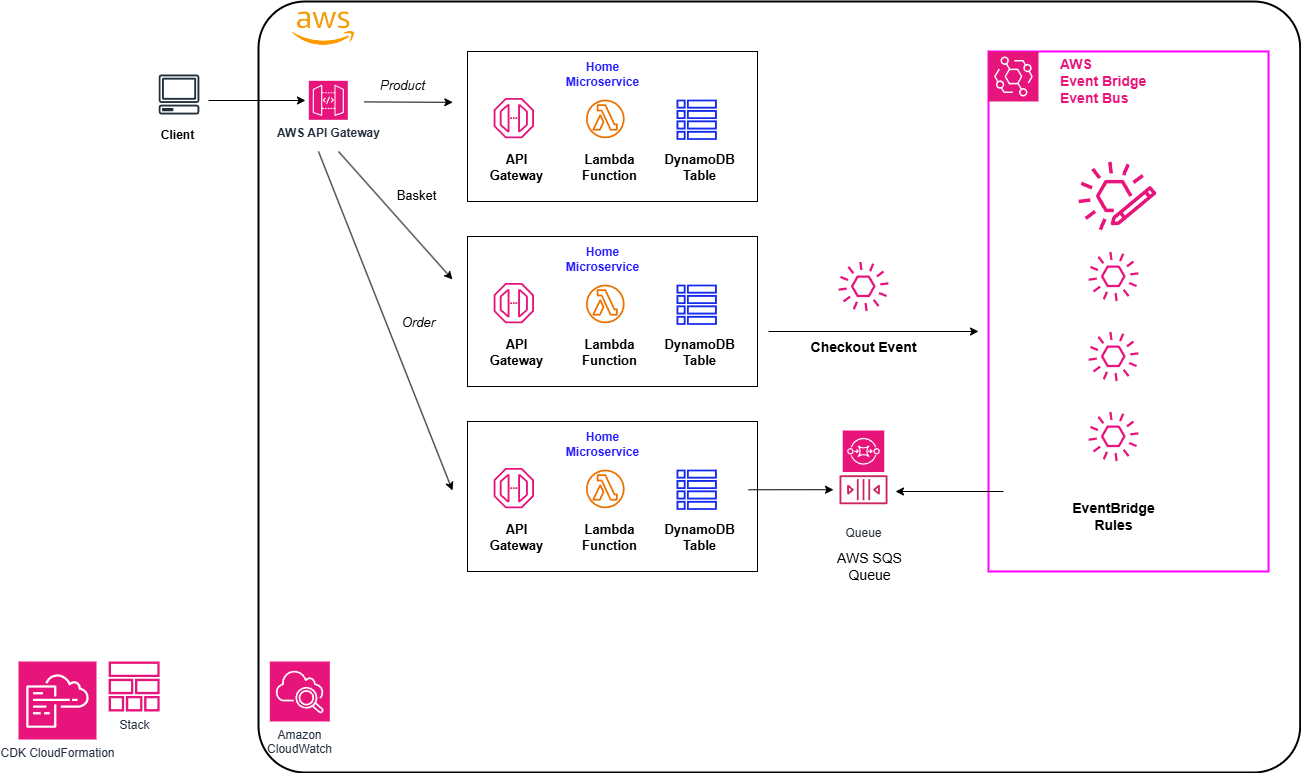 aws
Client
AWS API Gateway
Product
Basket
Order
Home
Microservice
API
Gateway
Lambda
Function
DynamoDB
Table
Home
Microservice
API
Gateway
Lambda
Function
DynamoDB
Table
Home
Microservice
API
Gateway
Lambda
Function
DynamoDB
Table
Checkout Event
Queue
AWS SQS
Queue
AWS
Event Bridge
Event Bus
EventBridge
Rules
Stack
CDK CloudFormation
Amazon
CloudWatch